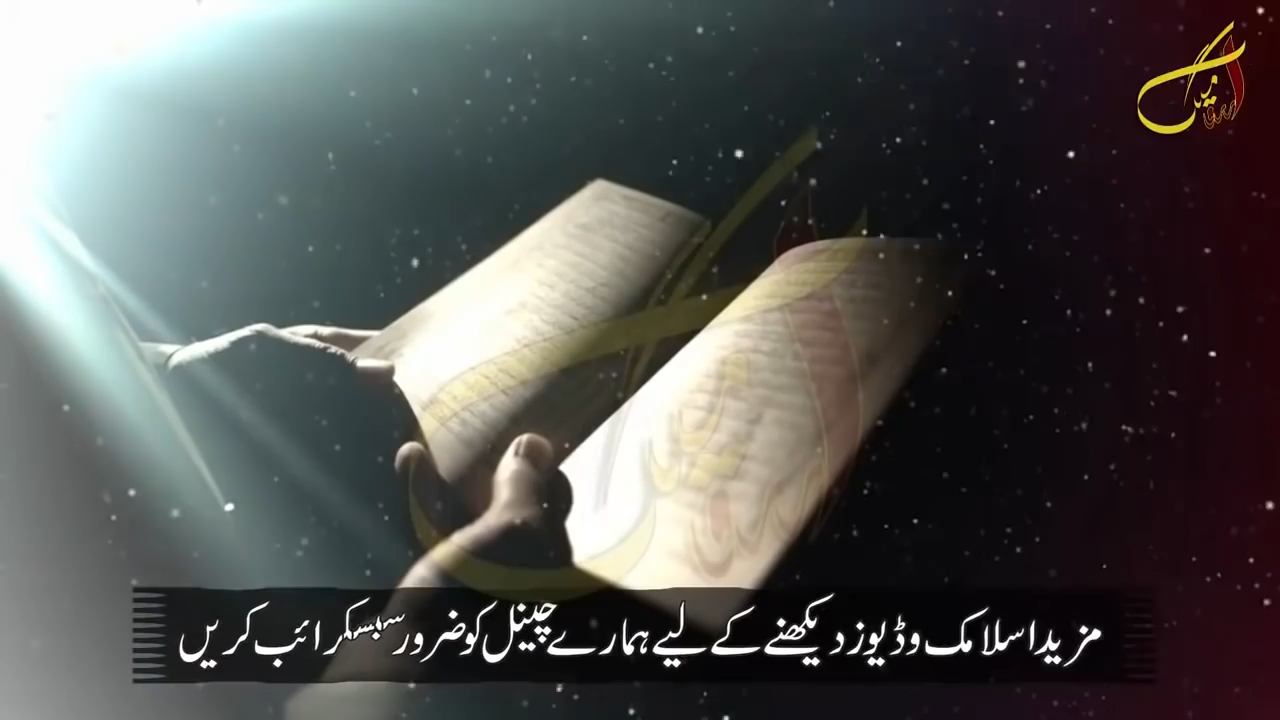 مزید اسلامک وڈیوز دیکھنے کے لیے ہمارے چینل کو ضرور سبسکرائب کریں